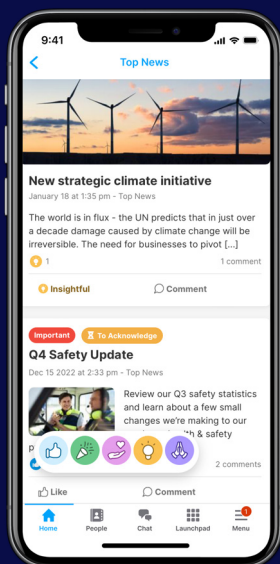 9:41
Top News
New strategic climate initiative
January 18 at 1:35 pm - Top News
The world is in flux - the UN predicts that in just over
a decade damage caused by climate change will be
irreversible. The need for businesses to pivot [...]
1
1 comment
Insightful
Comment
Important
To Acknowledge
Q4 Safety Update
Dec 15 2022 at 2:33 pm - Top News
Review our Q3 safety statistics
and learn about a few small
changes we're making to our
& safety
2 comments
Like
Comment
1
Home
People
Chat
Launchpad
Menu